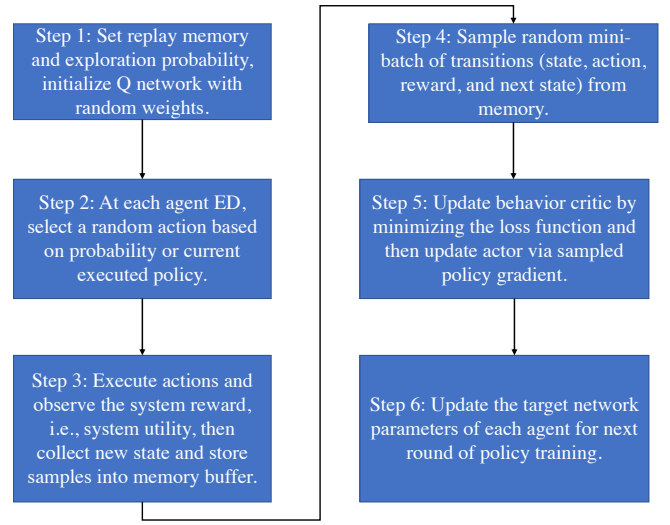 Step 1: Set replay memory
and exploration probability,
initialize Q network with
random weights.
Step 2: At each agent ED,
select a random action based
on probability or current
executed policy.
Step 3: Execute actions and
observe the system reward,
i.e., system utility, then
collect new state and store
samples into memory buffer.
Step 4: Sample random mini-
batch of transitions (state, action,
reward, and next state) from
memory.
Step 5: Update behavior critic by
minimizing the loss function and
then update actor via sampled
policy gradient.
Step 6: Update the target network
parameters of each agent for next
round of policy training.